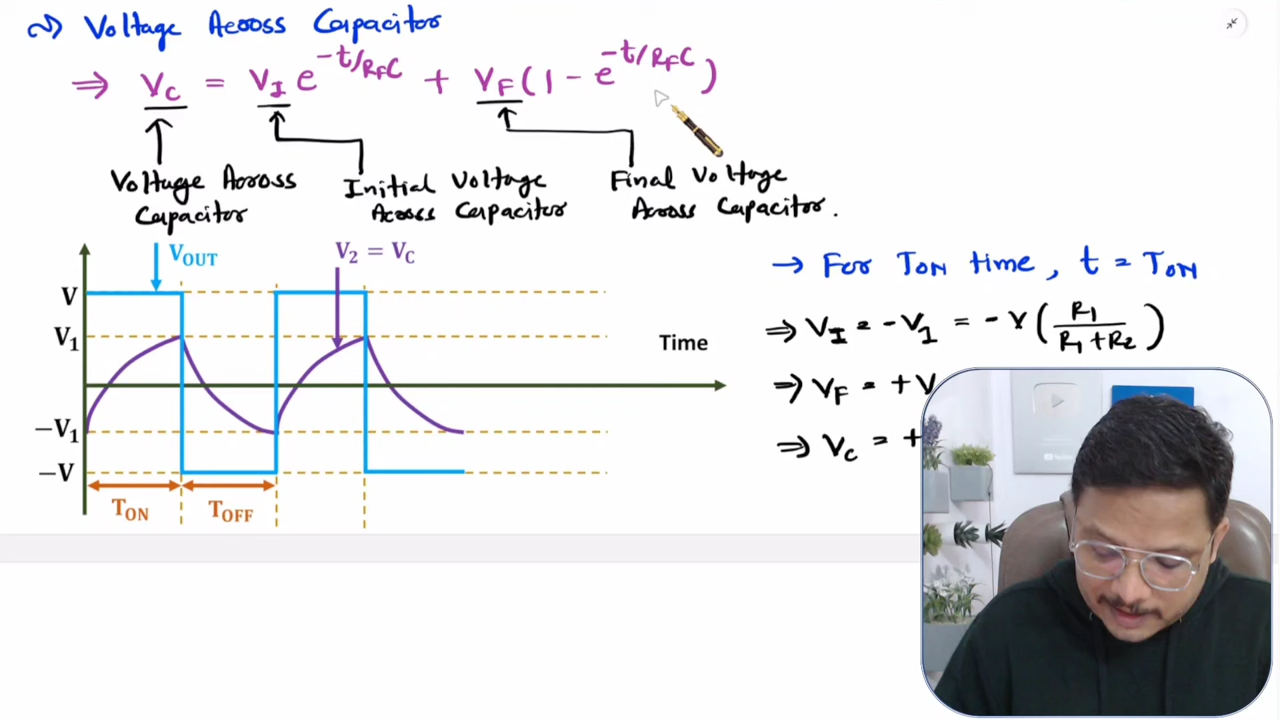 ~> Voltage Across Capacitor
⇒ Vc = VI e^-t/RFC + VF (1 - e^-t/RFC)
Voltage Across Capacitor
Initial Voltage Across Capacitor
Final Voltage Across Capacitor.
VOUT
V2 = VC
V
V1
Time
−V1
−V
TON
TOFF
→ For TON time, t = TON
⇒ VI = -V1 = -V (R1 / R1 + R2)
⇒ VF = +V
⇒ Vc = +